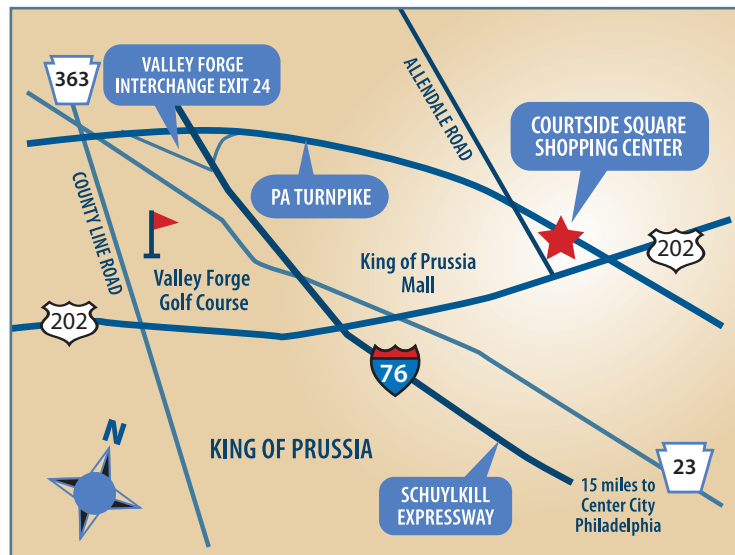 363
VALLEY FORGE
INTERCHANGE EXIT 24
ALLENDALE ROAD
COURTSIDE SQUARE
SHOPPING CENTER
PA TURNPIKE
COUNTY LINE ROAD
Valley Forge
Golf Course
King of Prussia
Mall
202
202
76
N
KING OF PRUSSIA
23
SCHUYLKILL
EXPRESSWAY
15 miles to
Center City
Philadelphia